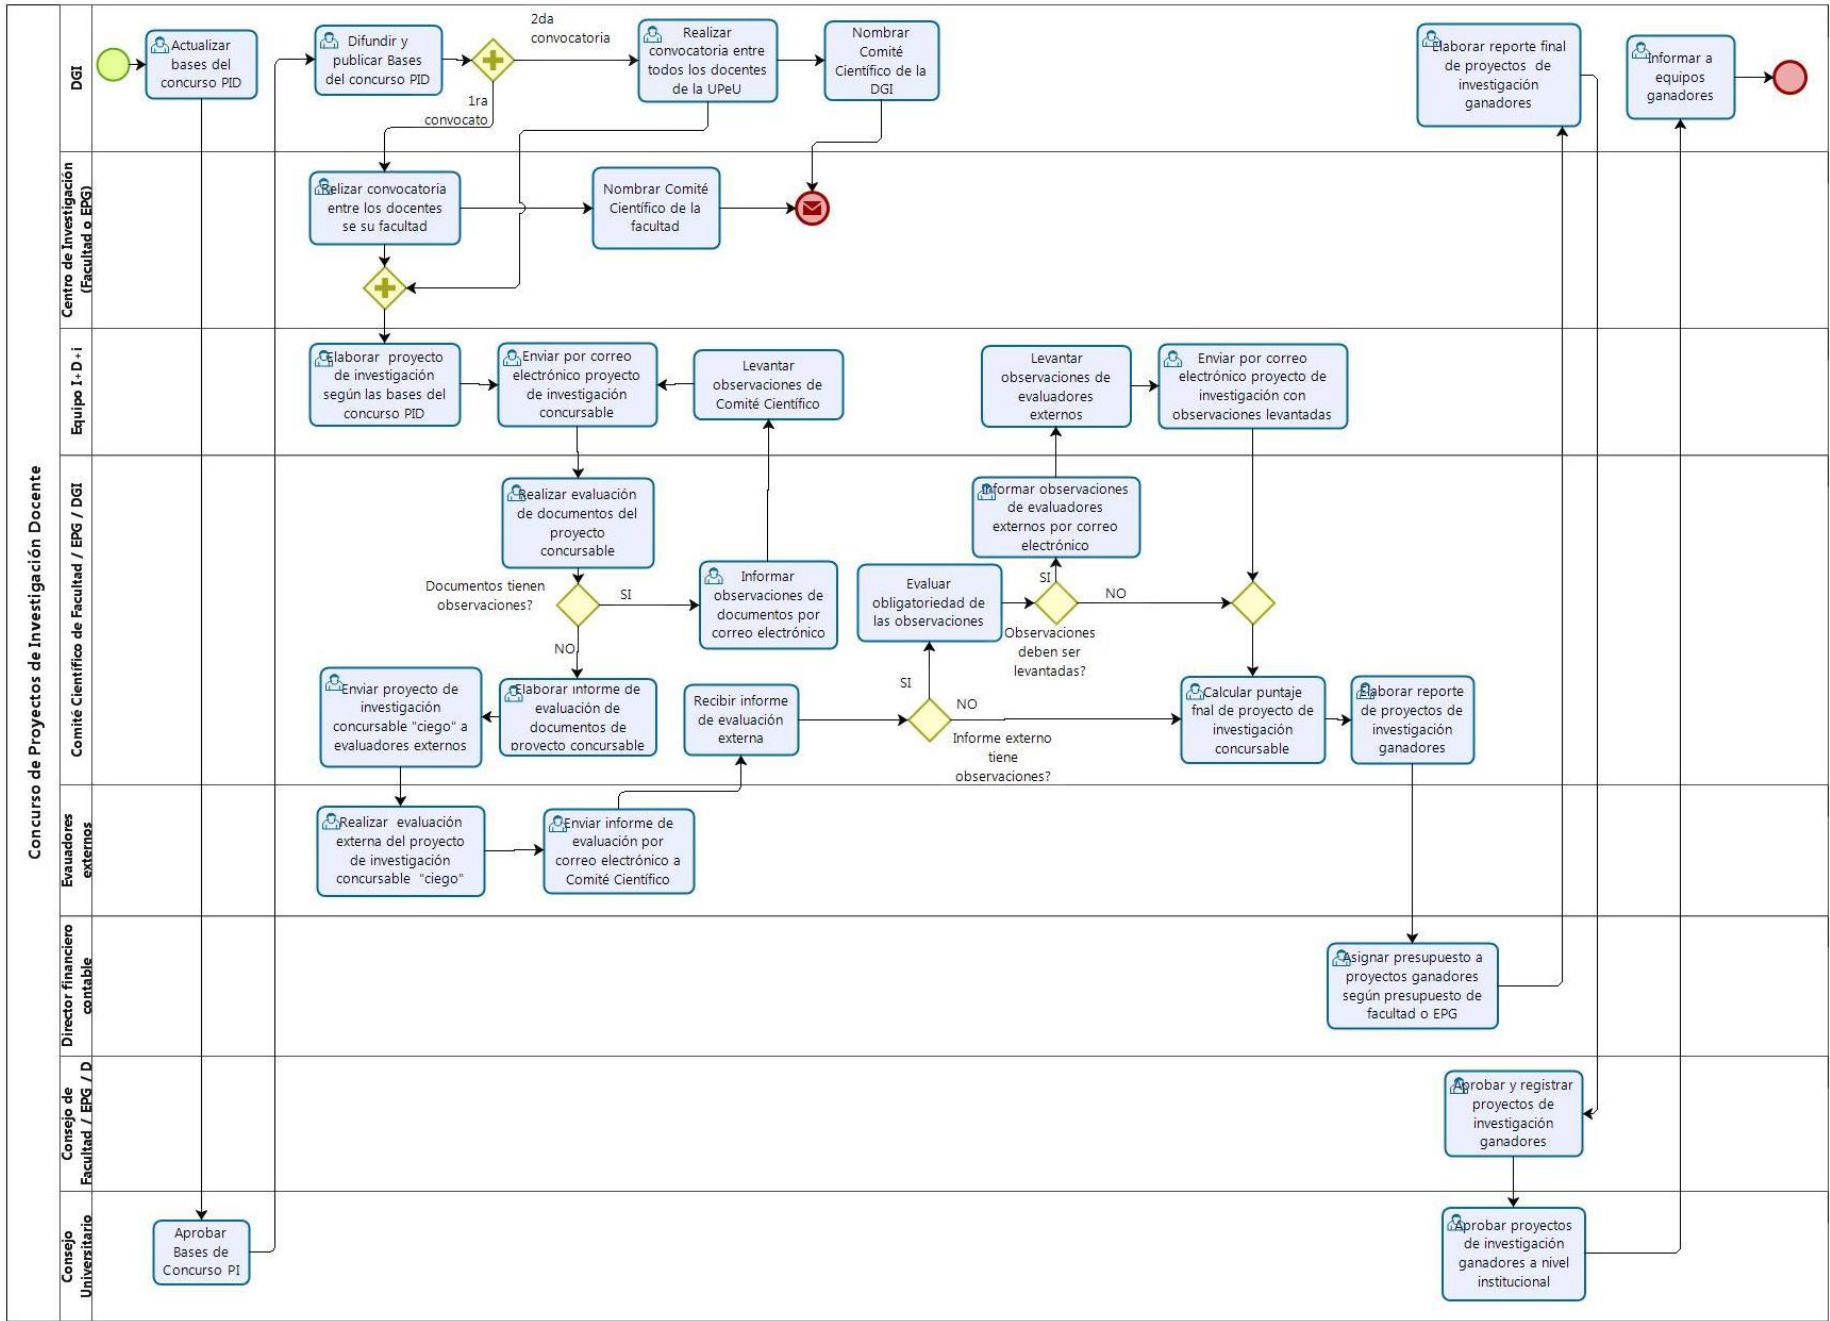 Concurso de Proyectos de Investigación Docente
DGI
Actualizar
bases del
concurso PID
Difundir y
publicar Bases
del concurso PID
2da
convocatoria
1ra
convocato
Realizar
convocatoria entre
todos los docentes
de la UPeU
Nombrar
Comité
Científico de la
DGI
Elaborar reporte final
de proyectos de
investigación
ganadores
Informar a
equipos
ganadores
Centro de Investigación
(Facultad o EPG)
Relizar convocatoria
entre los docentes
se su facultad
Nombrar Comité
Científico de la
facultad
Equipo I+D+i
Elaborar proyecto
de investigación
según las bases del
concurso PID
Enviar por correo
electrónico proyecto
de investigación
concursable
Levantar
observaciones de
Comité Científico
Levantar
observaciones de
evaluadores
externos
Enviar por correo
electrónico proyecto de
investigación con
observaciones levantadas
Comité Científico de Facultad / EPG / DGI
Realizar evaluación
de documentos del
proyecto
concursable
Documentos tienen
observaciones?
SI
NO
Informar
observaciones de
documentos por
correo electrónico
Elaborar informe de
evaluación de
documentos de
proyecto concursable
Enviar proyecto de
investigación
concursable "ciego" a
evaluadores externos
Recibir informe
de evaluación
externa
SI
NO
Informe externo
tiene
observaciones?
Evaluar
obligatoriedad de
las observaciones
SI
NO
Observaciones
deben ser
levantadas?
Informar observaciones
de evaluadores
externos por correo
electrónico
Calcular puntaje
fnal de proyecto de
investigación
concursable
Elaborar reporte
de proyectos de
investigación
ganadores
Evauadores
externos
Realizar evaluación
externa del proyecto
de investigación
concursable "ciego"
Enviar informe de
evaluación por
correo electrónico a
Comité Científico
Director financiero
contable
Asignar presupuesto a
proyectos ganadores
según presupuesto de
facultad o EPG
Consejo de
Facultad / EPG / D
Aprobar y registrar
proyectos de
investigación
ganadores
Consejo
Universitario
Aprobar
Bases de
Concurso PI
Aprobar proyectos
de investigación
ganadores a nivel
institucional